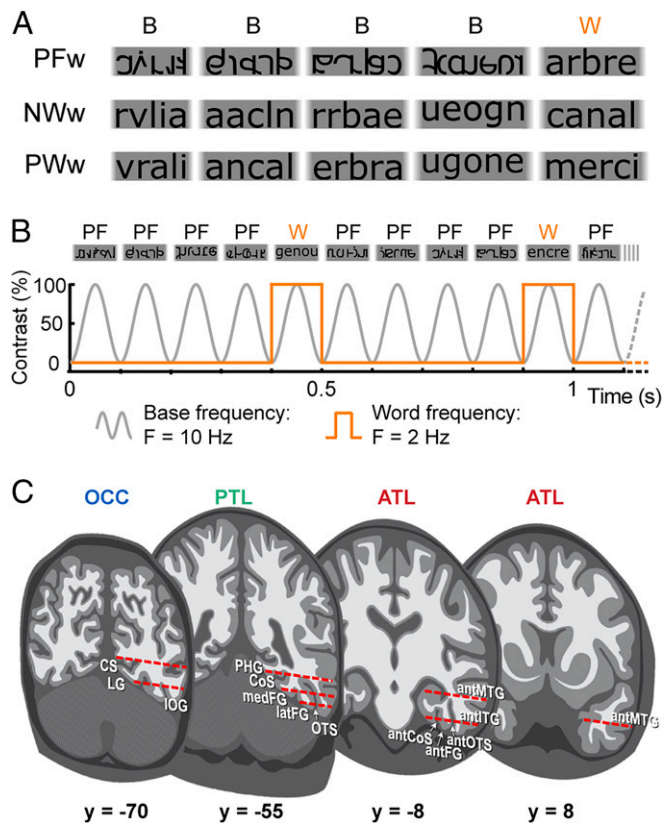 A
B B B B W
PFw arbre
NWw rvlia aacln rrbae ueogn canal
PWw vrali ancal erbra ugone merci
B
PF PF PF PF W PF PF PF PF W PF
genou encre
Contrast (%)
100
50
0
0 0.5 1 Time (s)
Base frequency: Word frequency:
F = 10 Hz F = 2 Hz
C
OCC PTL ATL ATL
CS
LG
IOG
PHG
CoS
medFG
latFG
OTS
antMTG
antITG
antCoS antOTS
antFG
antMTG
y = -70 y = -55 y = -8 y = 8